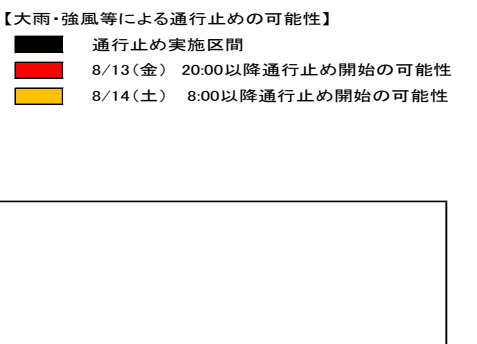 【大雨・強風等による通行止めの可能性】
通行止め実施区間
8/13(金) 20:00以降通行止め開始の可能性
8/14(土) 8:00以降通行止め開始の可能性